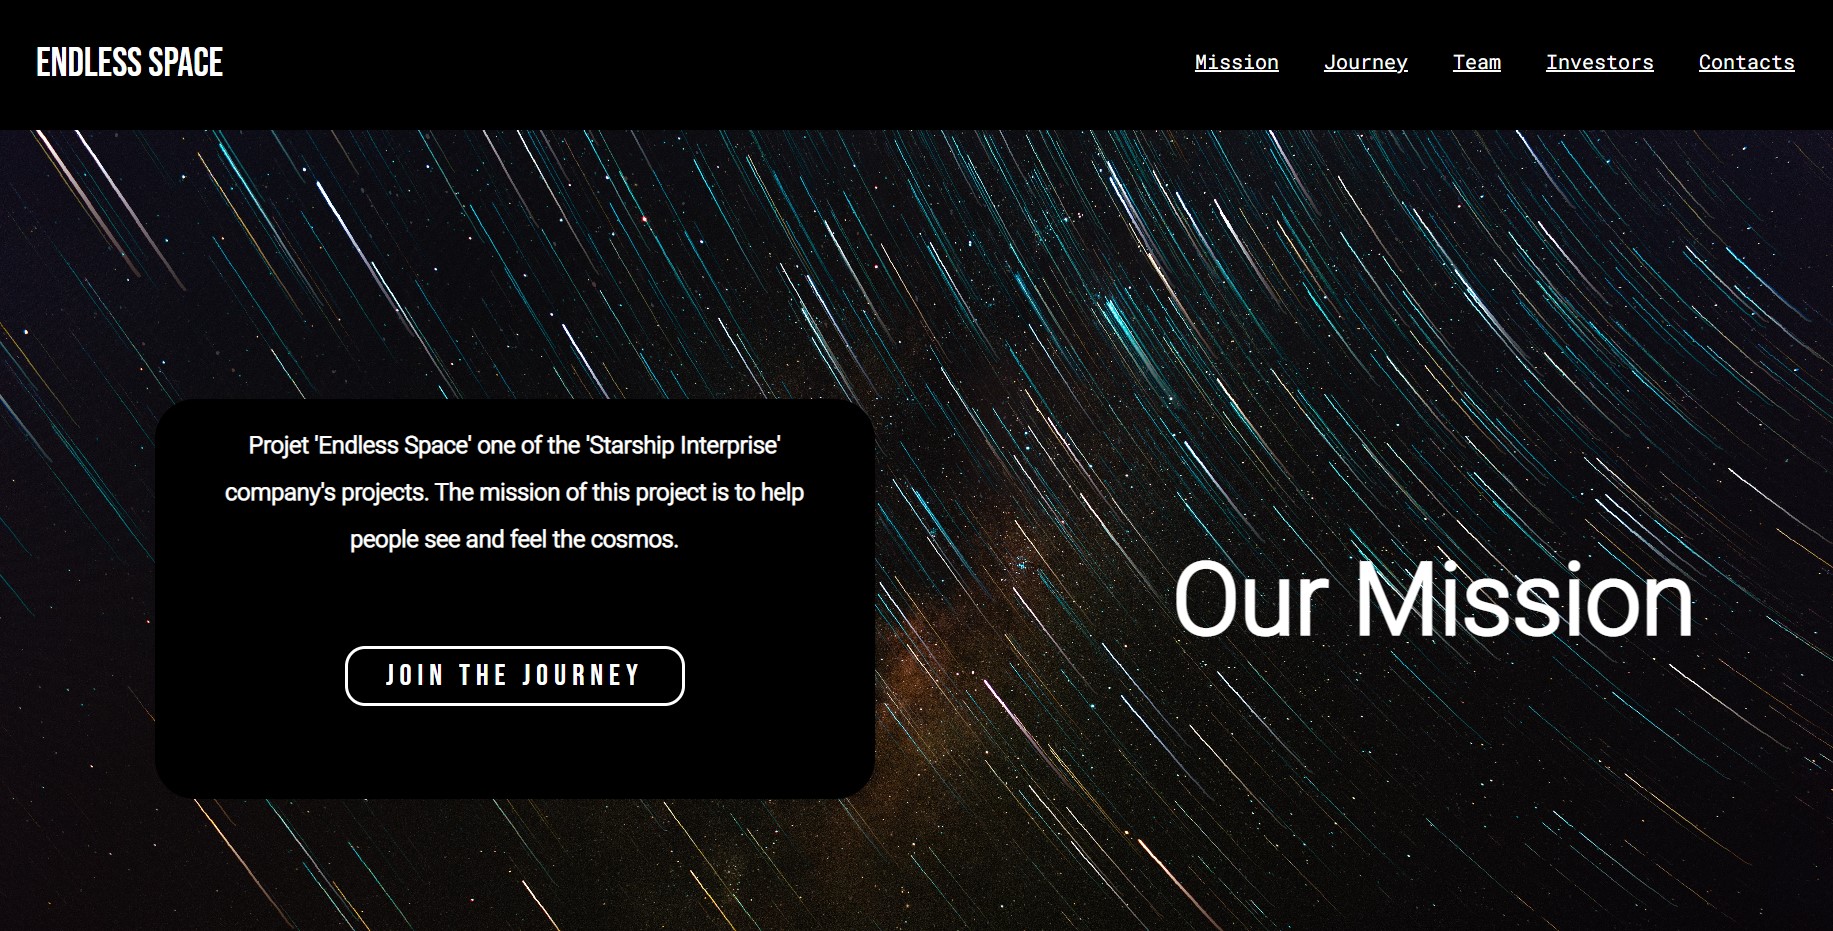 ENDLESS SPACE
Mission Journey Team Investors Contacts
Projet 'Endless Space' one of the 'Starship Interprise'
company's projects. The mission of this project is to help
people see and feel the cosmos.
JOIN THE JOURNEY
Our Mission